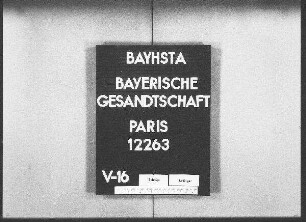 BAYHSTA
BAYERISCHE
GESANDTSCHAFT
PARIS
12263
V-16